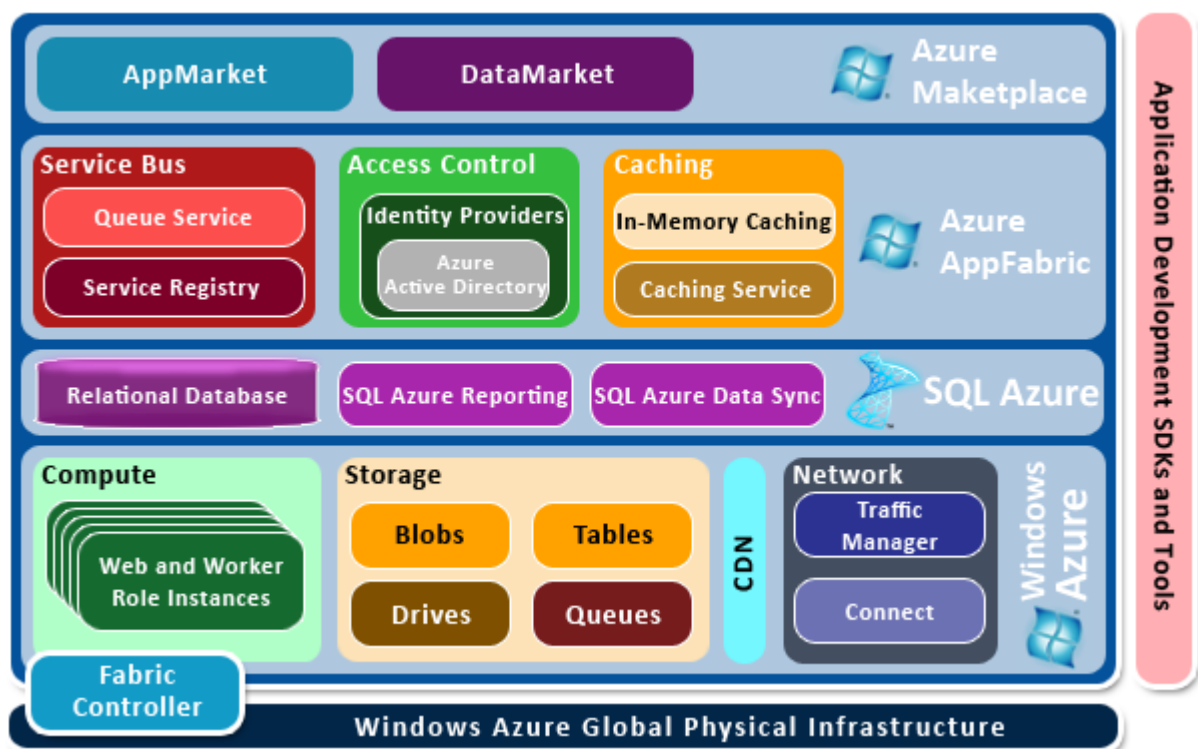 AppMarket
DataMarket
Azure
Maketplace
Service Bus
Queue Service
Service Registry
Access Control
Identity Providers
Azure
Active Directory
Caching
In-Memory Caching
Caching Service
Azure
AppFabric
Relational Database
SQL Azure Reporting
SQL Azure Data Sync
SQL Azure
Compute
Web and Worker
Role Instances
Storage
Blobs
Tables
Drives
Queues
CDN
Network
Traffic
Manager
Connect
Windows
Azure
Fabric
Controller
Windows Azure Global Physical Infrastructure
Application Development SDKs and Tools